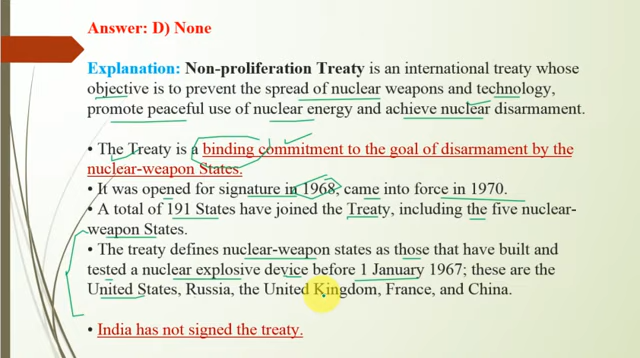 Answer: D) None
Explanation: Non-proliferation Treaty is an international treaty whose
objective is to prevent the spread of nuclear weapons and technology,
promote peaceful use of nuclear energy and achieve nuclear disarmament.
• The Treaty is a binding commitment to the goal of disarmament by the
nuclear-weapon States.
• It was opened for signature in 1968, came into force in 1970.
• A total of 191 States have joined the Treaty, including the five nuclear-
weapon States.
• The treaty defines nuclear-weapon states as those that have built and
tested a nuclear explosive device before 1 January 1967; these are the
United States, Russia, the United Kingdom, France, and China.
• India has not signed the treaty.